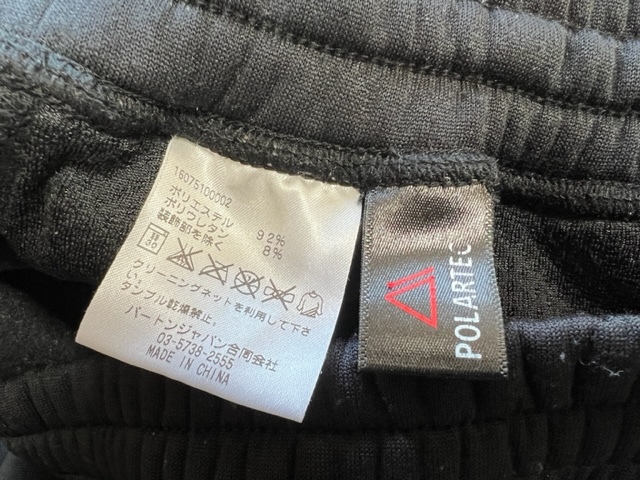 16075100002
ポリエステル 92%
ポリウレタン 8%
装飾部を除く
30
クリーニングネットを利用して下さ
い。
タンブル乾燥禁止。
バートンジャパン合同会社
03-5738-2555
MADE IN CHINA
POLARTEC